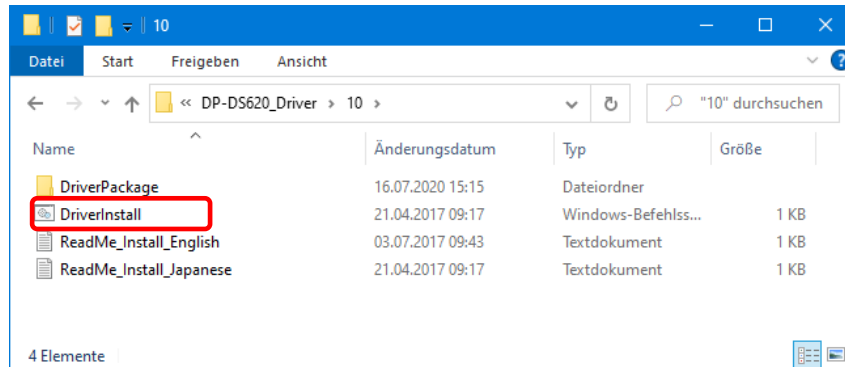 10
Datei Start Freigeben Ansicht ?
« DP-DS620_Driver › 10 › "10" durchsuchen
Name Änderungsdatum Typ Größe
DriverPackage 16.07.2020 15:15 Dateiordner
DriverInstall 21.04.2017 09:17 Windows-Befehlss... 1 KB
ReadMe_Install_English 03.07.2017 09:43 Textdokument 1 KB
ReadMe_Install_Japanese 21.04.2017 09:17 Textdokument 1 KB
4 Elemente